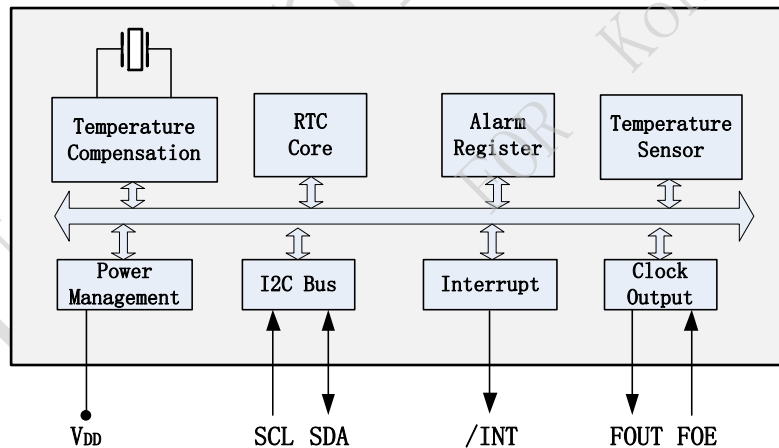 Temperature
Compensation
RTC
Core
Alarm
Register
Temperature
Sensor
Power
Management
I2C Bus
Interrupt
Clock
Output
VDD
SCL SDA
/INT
FOUT FOE
FOR